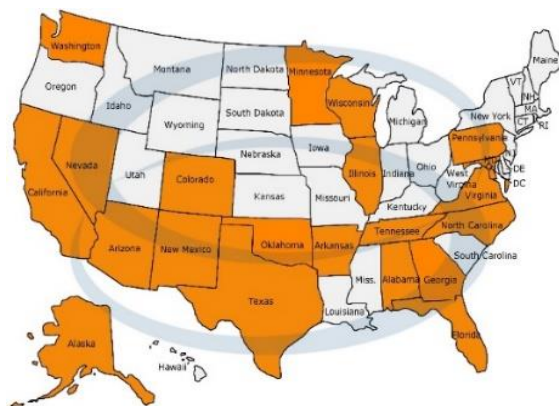 Washington
Montana
North Dakota
Minnesota
Maine
Oregon
Idaho
Wyoming
South Dakota
Wisconsin
Michigan
New York
VT
NH
MA
CT
RI
Nevada
Utah
Colorado
Nebraska
Iowa
Illinois
Indiana
Ohio
Pennsylvania
NJ
DE
DC
West
Virginia
Virginia
California
Kansas
Missouri
Kentucky
Arizona
New Mexico
Oklahoma
Arkansas
Tennessee
North Carolina
South Carolina
Texas
Louisiana
Miss.
Alabama
Georgia
Florida
Alaska
Hawaii